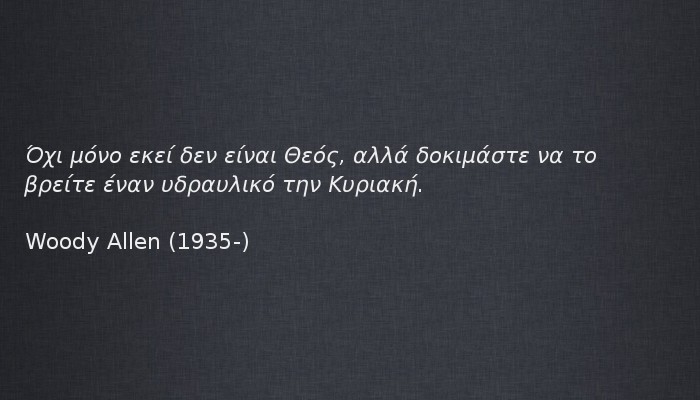 Όχι μόνο εκεί δεν είναι Θεός, αλλά δοκιμάστε να το
βρείτε έναν υδραυλικό την Κυριακή.
Woody Allen (1935-)